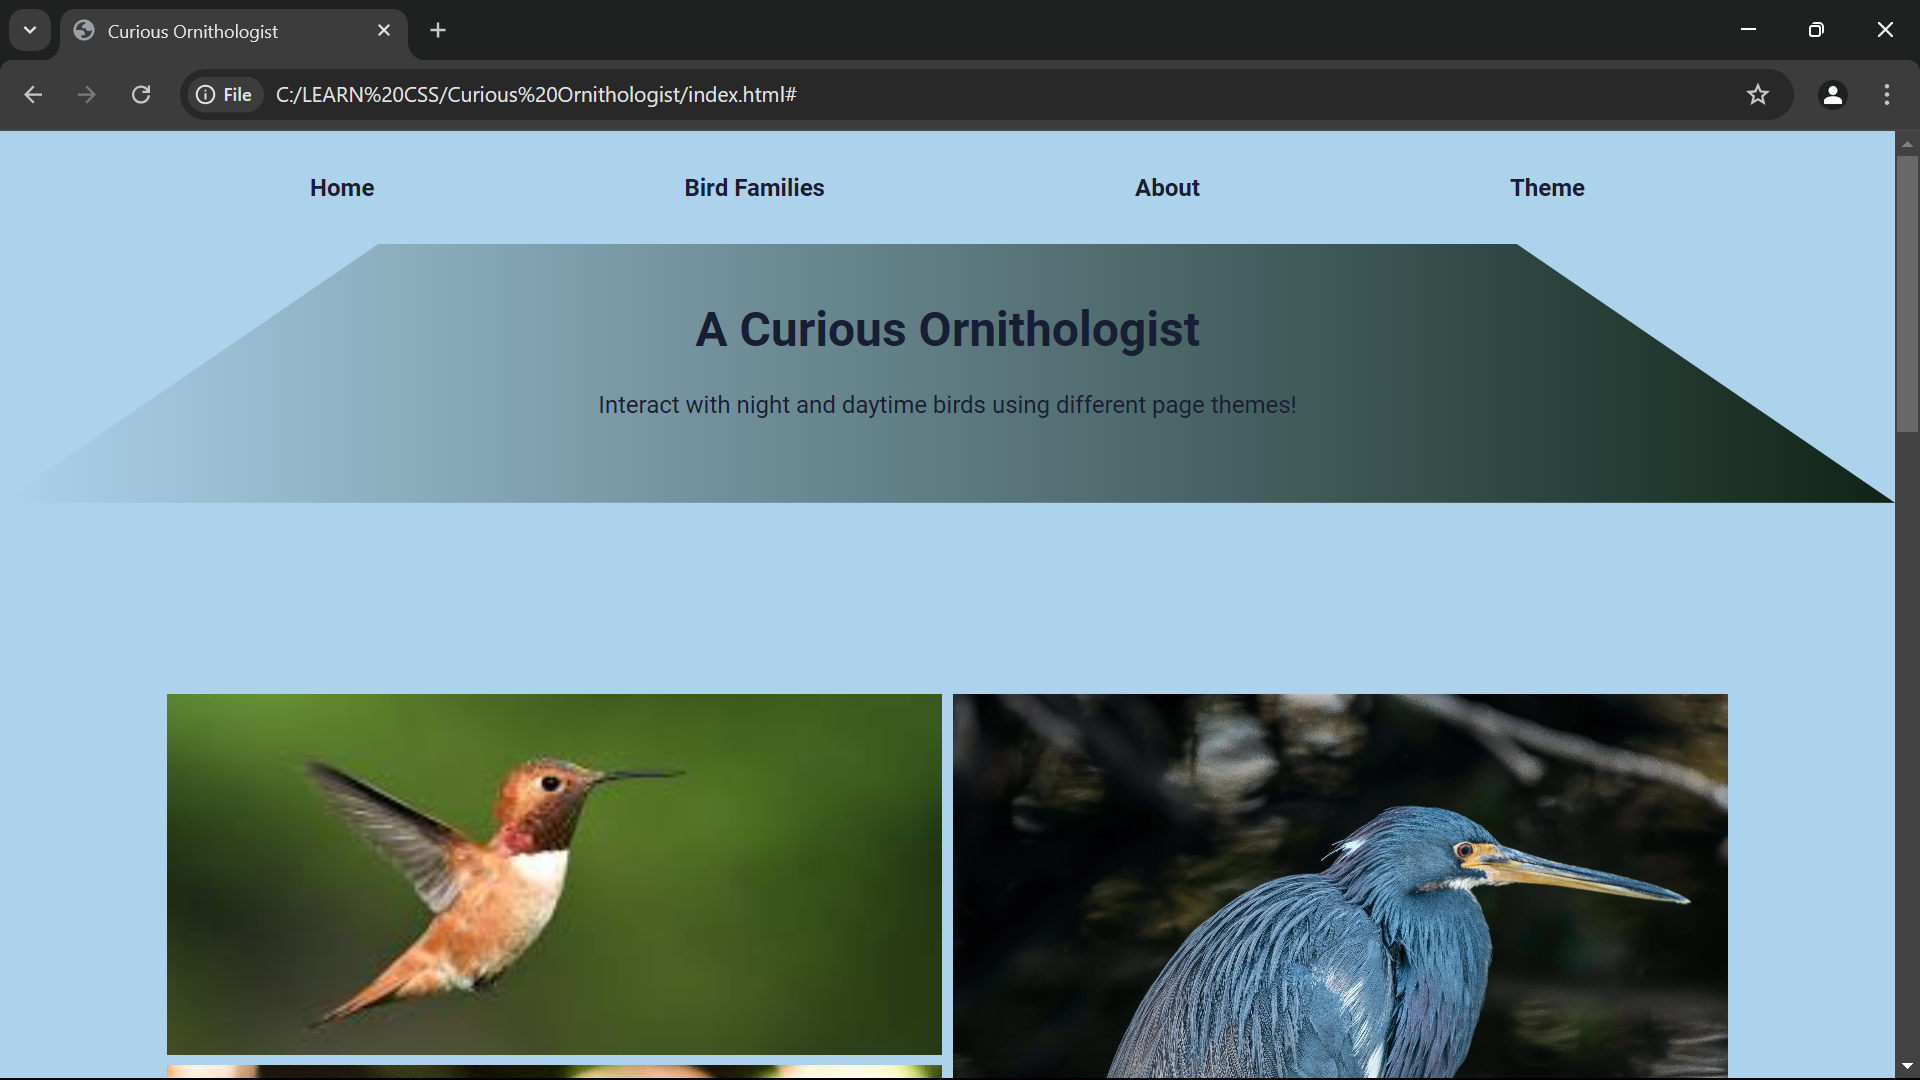 Curious Ornithologist
File
C:/LEARN%20CSS/Curious%20Ornithologist/index.html#
Home
Bird Families
About
Theme
A Curious Ornithologist
Interact with night and daytime birds using different page themes!